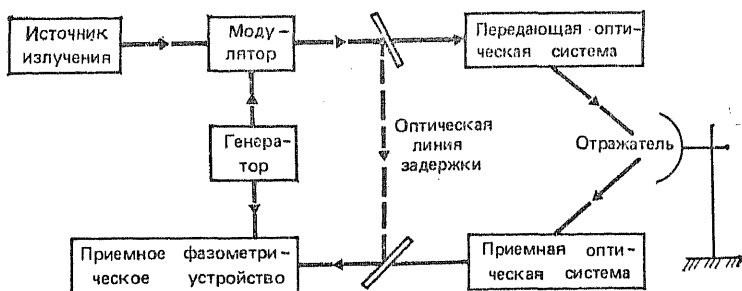 Источник
излучения
Моду-
лятор
Передающая опти-
ческая система
Генера-
тор
Оптическая
линия
задержки
Отражатель
Приемное фазометри-
ческое устройство
Приемная опти-
ческая система